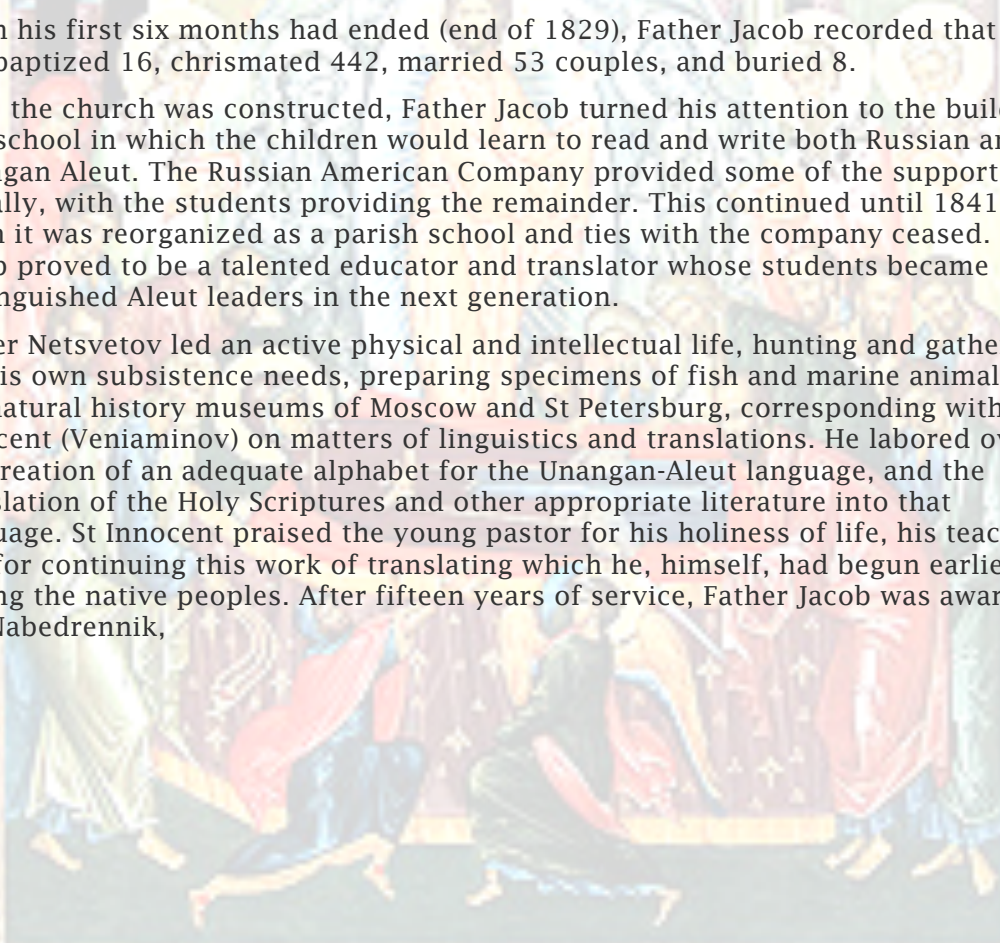 n his first six months had ended (end of 1829), Father Jacob recorded that
baptized 16, chrismated 442, married 53 couples, and buried 8.
the church was constructed, Father Jacob turned his attention to the buil
school in which the children would learn to read and write both Russian a
gan Aleut. The Russian American Company provided some of the support
ally, with the students providing the remainder. This continued until 1841
n it was reorganized as a parish school and ties with the company ceased.
b proved to be a talented educator and translator whose students became
nguished Aleut leaders in the next generation.
er Netsvetov led an active physical and intellectual life, hunting and gathe
is own subsistence needs, preparing specimens of fish and marine animal
natural history museums of Moscow and St Petersburg, corresponding with
cent (Veniaminov) on matters of linguistics and translations. He labored ov
reation of an adequate alphabet for the Unangan-Aleut language, and the
slation of the Holy Scriptures and other appropriate literature into that
uage. St Innocent praised the young pastor for his holiness of life, his teac
for continuing this work of translating which he, himself, had begun earlie
ng the native peoples. After fifteen years of service, Father Jacob was awar
Nabedrennik,